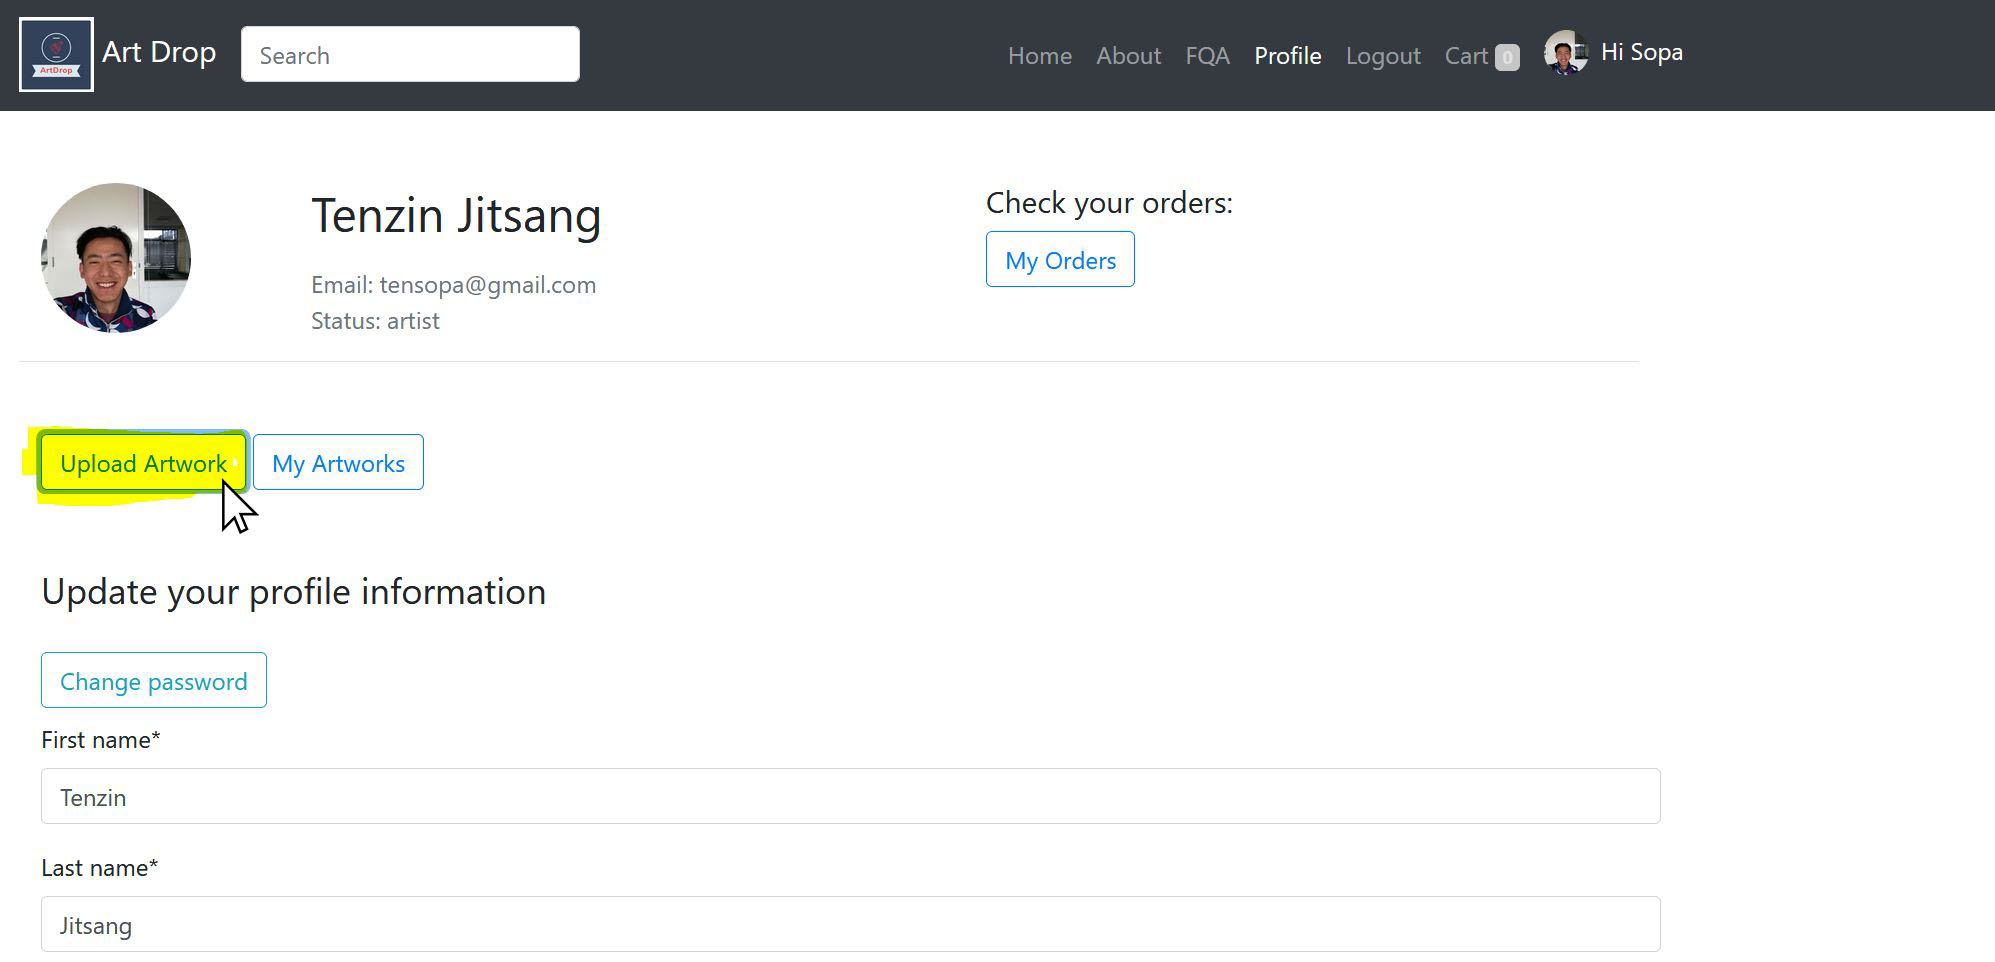 ArtDrop
Art Drop
Search
Home About FQA Profile Logout Cart 0 Hi Sopa
Tenzin Jitsang
Email: tensopa@gmail.com
Status: artist
Check your orders:
My Orders
Upload Artwork My Artworks
Update your profile information
Change password
First name*
Tenzin
Last name*
Jitsang